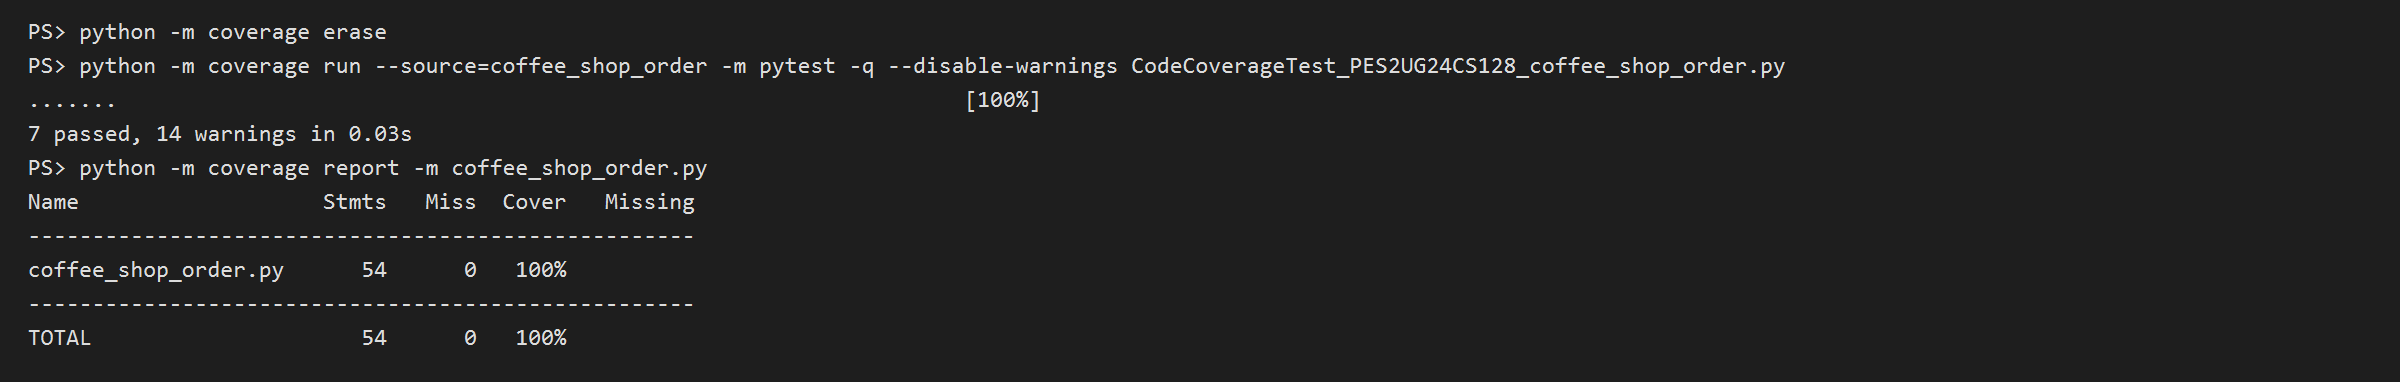 PS> python -m coverage erase
PS> python -m coverage run --source=coffee_shop_order -m pytest -q --disable-warnings CodeCoverageTest_PES2UG24CS128_coffee_shop_order.py
.......                                                                  [100%]
7 passed, 14 warnings in 0.03s
PS> python -m coverage report -m coffee_shop_order.py
Name                   Stmts   Miss  Cover   Missing
----------------------------------------------------
coffee_shop_order.py      54      0   100%
----------------------------------------------------
TOTAL                     54      0   100%